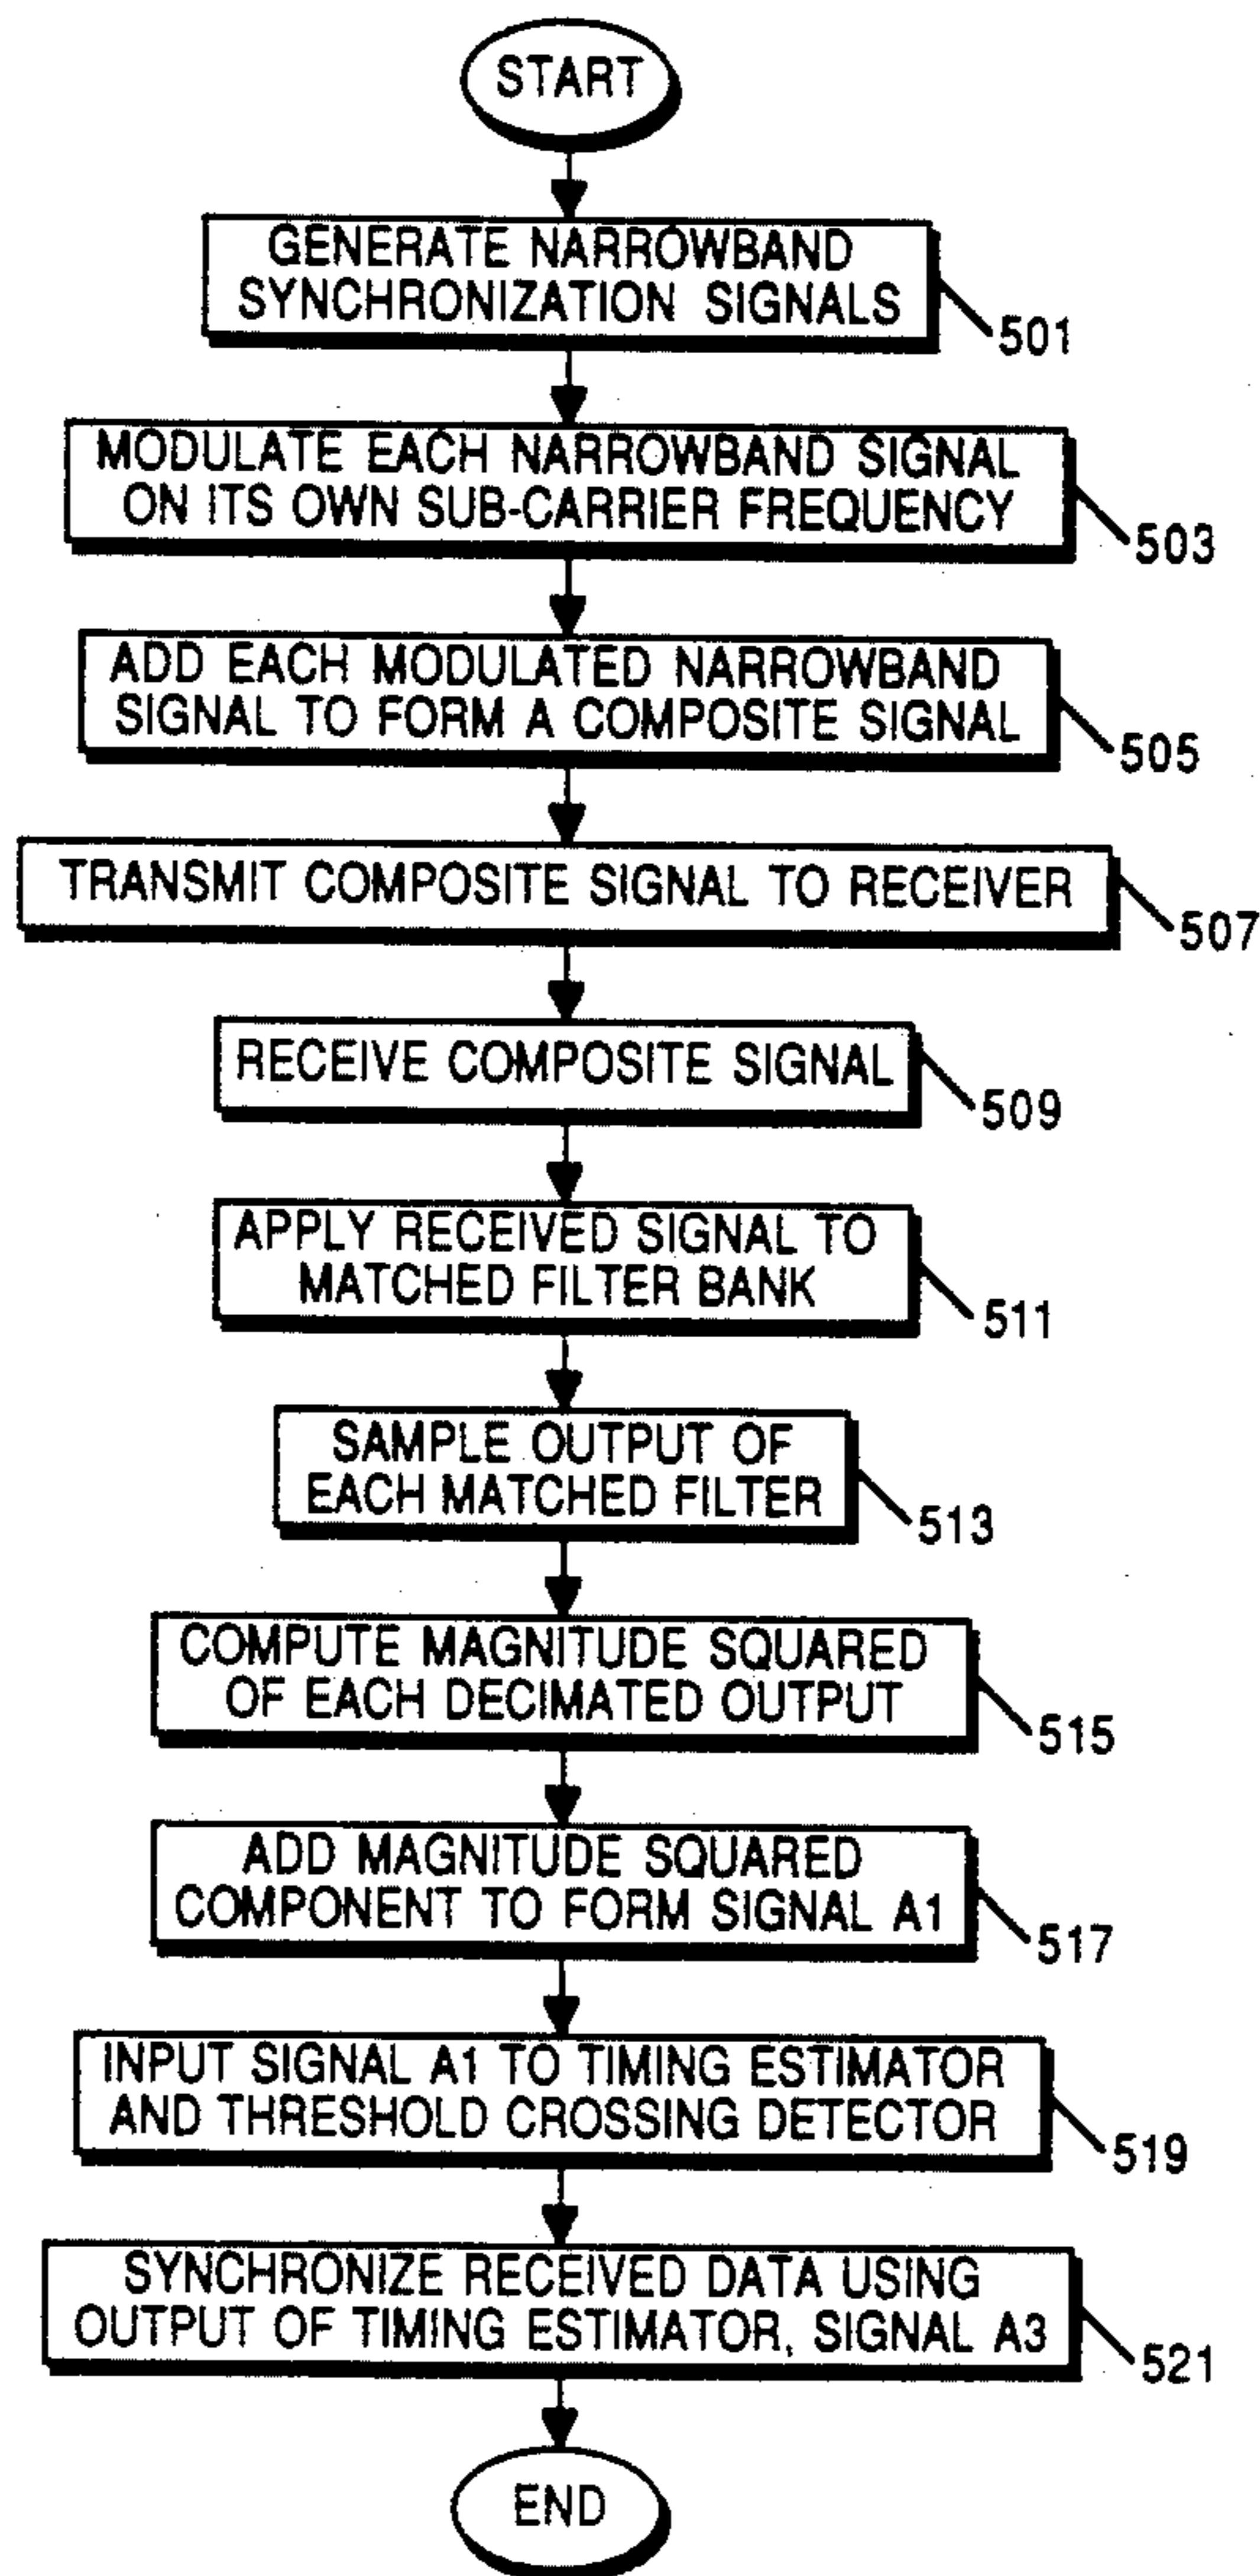 START
GENERATE NARROWBAND
SYNCHRONIZATION SIGNALS
501
MODULATE EACH NARROWBAND SIGNAL
ON ITS OWN SUB-CARRIER FREQUENCY
503
ADD EACH MODULATED NARROWBAND
SIGNAL TO FORM A COMPOSITE SIGNAL
505
TRANSMIT COMPOSITE SIGNAL TO RECEIVER
507
RECEIVE COMPOSITE SIGNAL
509
APPLY RECEIVED SIGNAL TO
MATCHED FILTER BANK
511
SAMPLE OUTPUT OF
EACH MATCHED FILTER
513
COMPUTE MAGNITUDE SQUARED
OF EACH DECIMATED OUTPUT
515
ADD MAGNITUDE SQUARED
COMPONENT TO FORM SIGNAL A1
517
INPUT SIGNAL A1 TO TIMING ESTIMATOR
AND THRESHOLD CROSSING DETECTOR
519
SYNCHRONIZE RECEIVED DATA USING
OUTPUT OF TIMING ESTIMATOR, SIGNAL A3
521
END